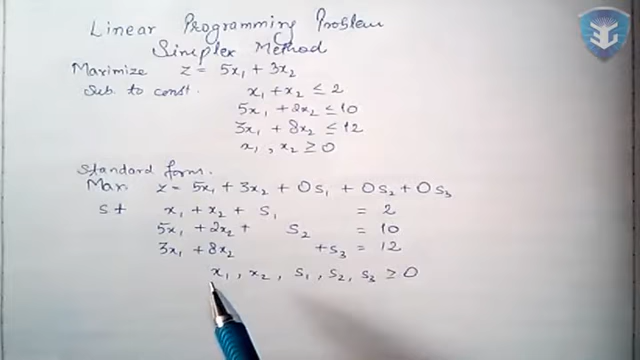 Linear Programming Problem
Simplex Method
Maximize z = 5x₁ + 3x₂
Sub. to const. x₁ + x₂ ≤ 2
5x₁ + 2x₂ ≤ 10
3x₁ + 8x₂ ≤ 12
x₁, x₂ ≥ 0
Standard form.
Max. z = 5x₁ + 3x₂ + 0s₁ + 0s₂ + 0s₃
st x₁ + x₂ + s₁ = 2
5x₁ + 2x₂ + s₂ = 10
3x₁ + 8x₂ + s₃ = 12
x₁, x₂, s₁, s₂, s₃ ≥ 0